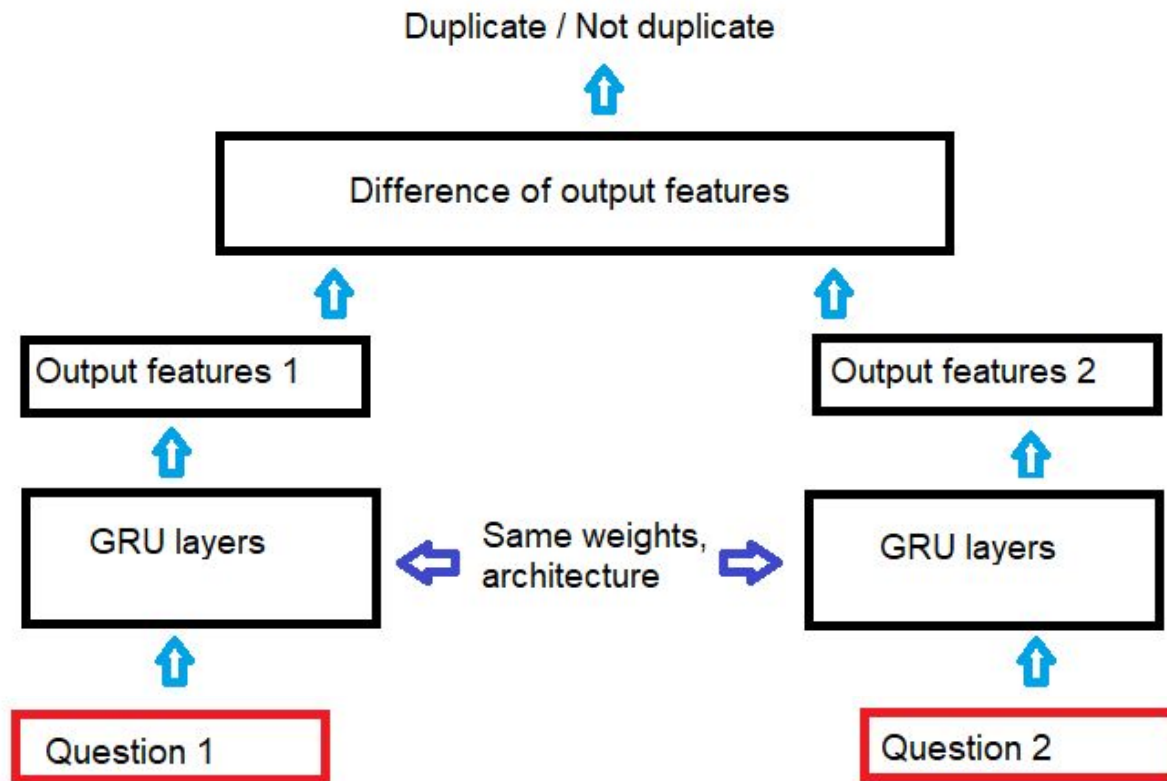 Duplicate / Not duplicate
Difference of output features
Output features 1
Output features 2
GRU layers
Same weights,
architecture
GRU layers
Question 1
Question 2